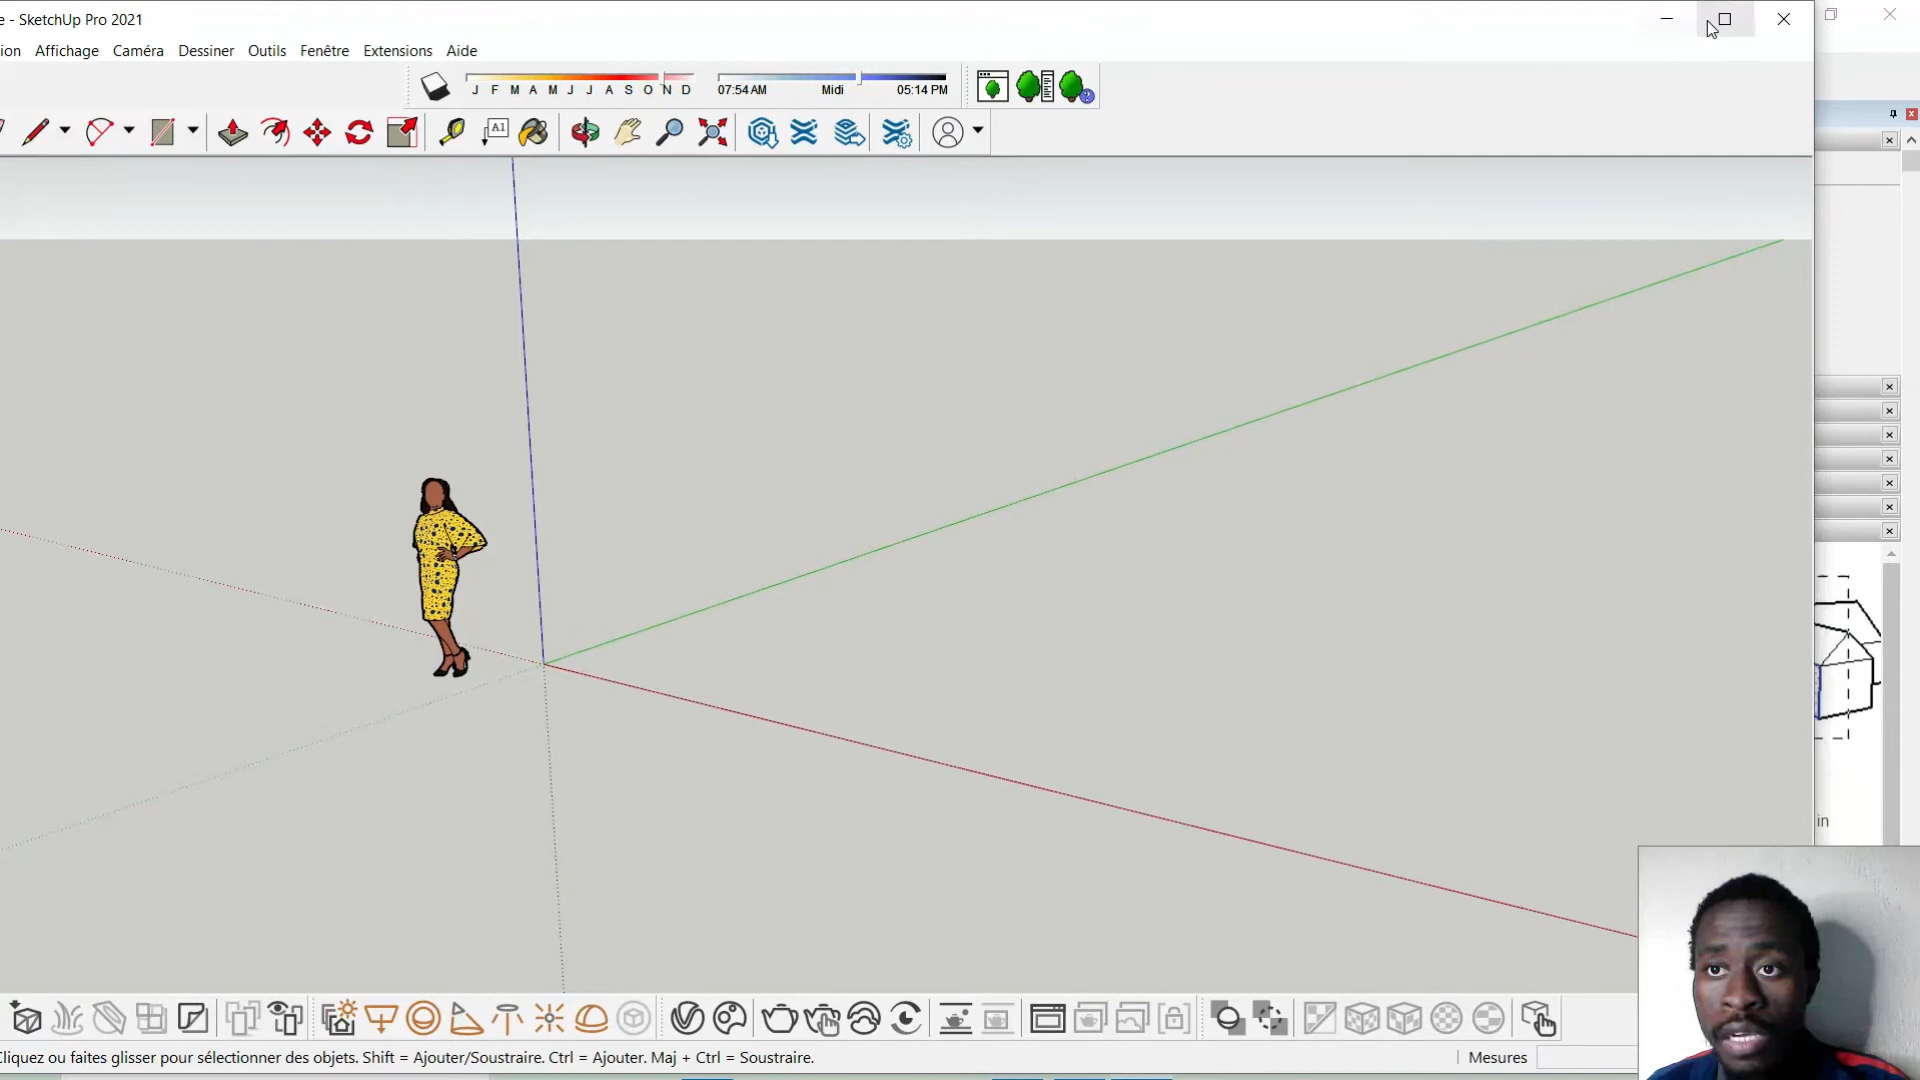 e - SketchUp Pro 2021
ion Affichage Caméra Dessiner Outils Fenêtre Extensions Aide
J F M A M J J A S O N D 07:54 AM Midi 05:14 PM
A1
in
Cliquez ou faites glisser pour sélectionner des objets. Shift = Ajouter/Soustraire. Ctrl = Ajouter. Maj + Ctrl = Soustraire. Mesures